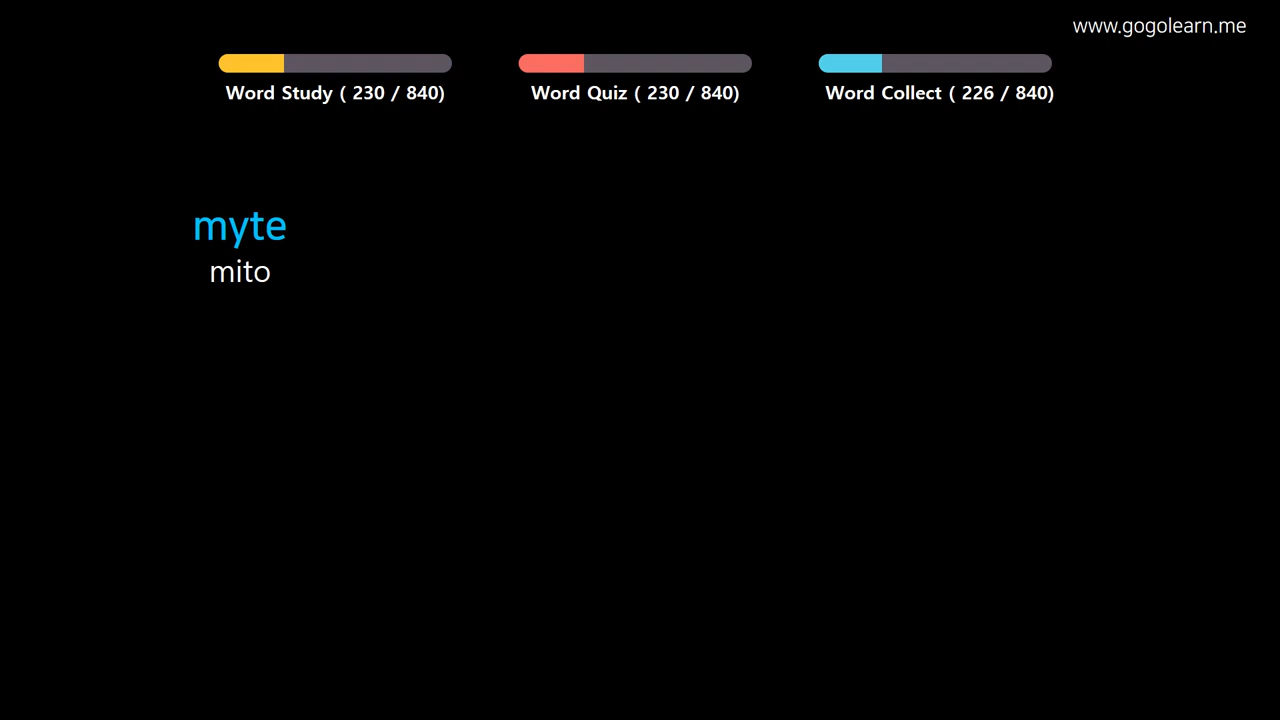 www.gogolearn.me
Word Study ( 230 / 840)
Word Quiz ( 230 / 840)
Word Collect ( 226 / 840)
myte
mito